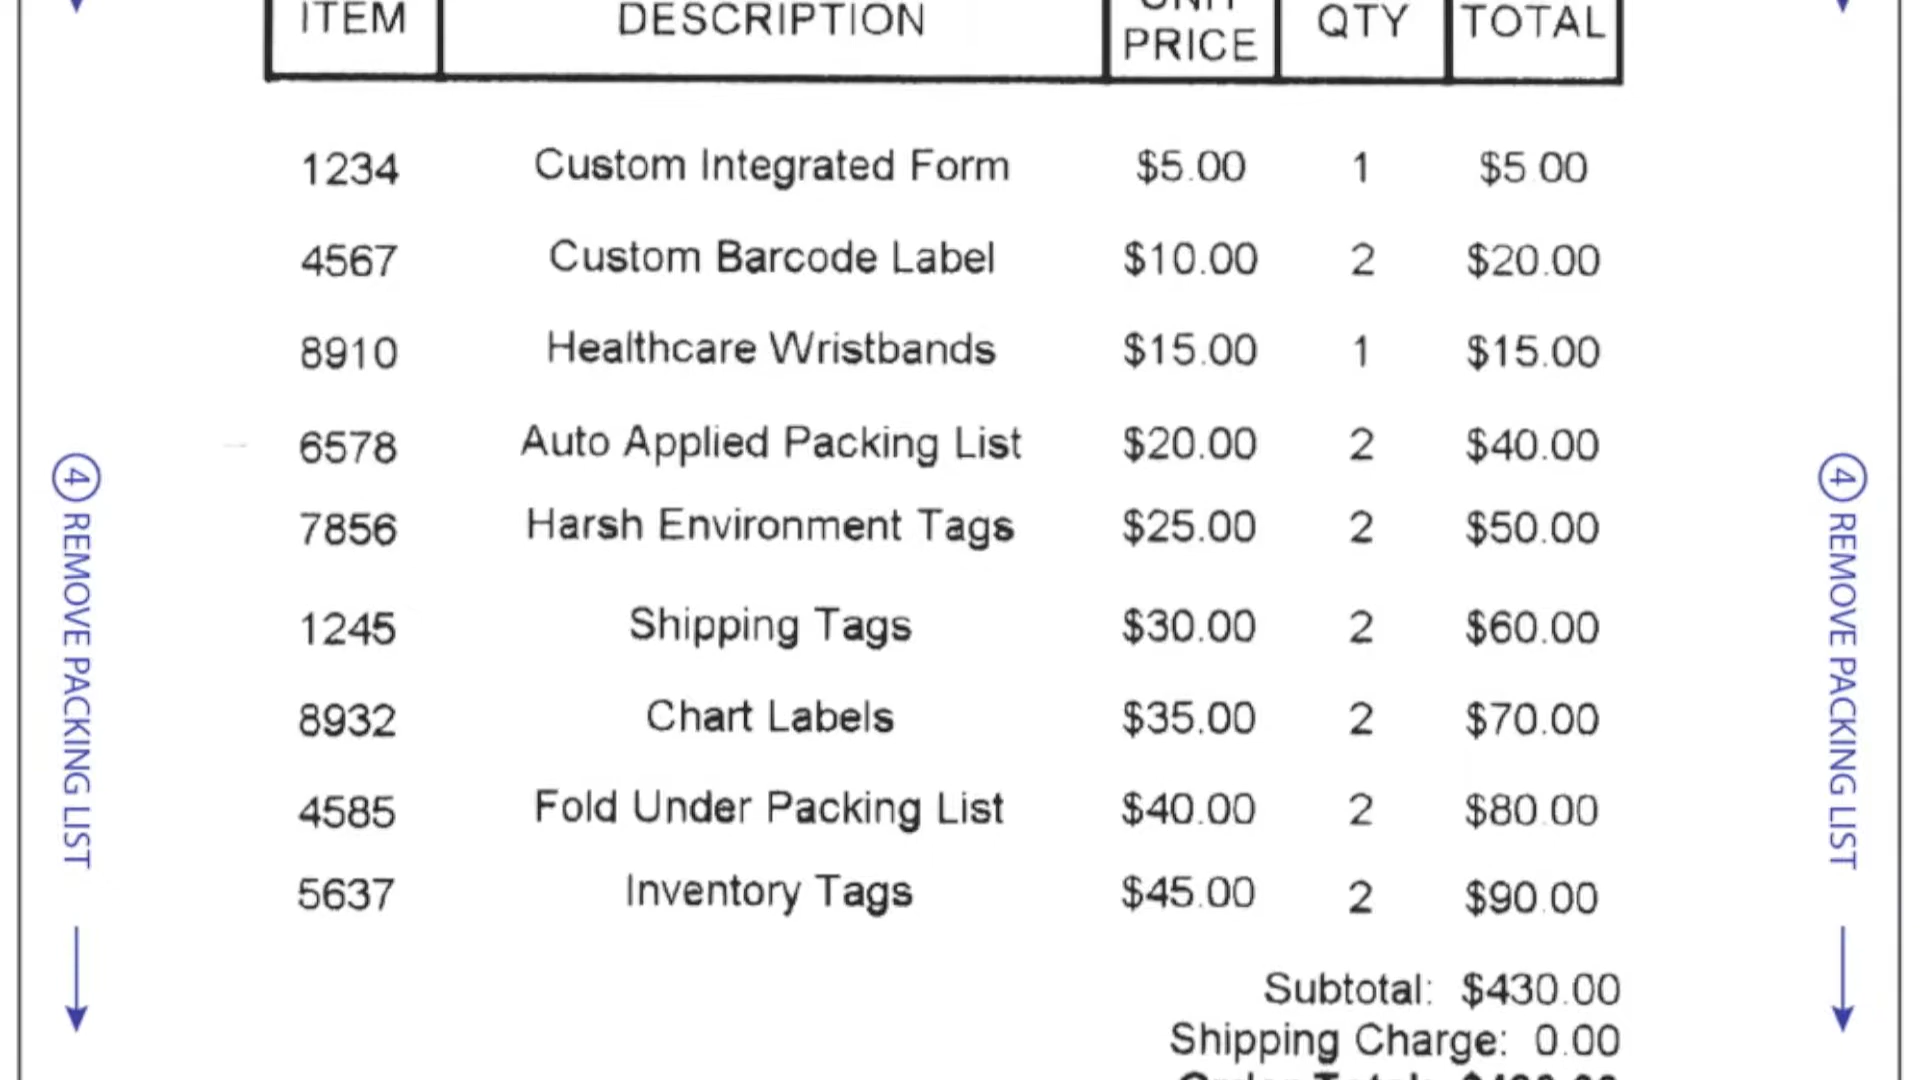 ITEM DESCRIPTION UNIT PRICE QTY TOTAL
1234 Custom Integrated Form $5.00 1 $5.00
4567 Custom Barcode Label $10.00 2 $20.00
8910 Healthcare Wristbands $15.00 1 $15.00
6578 Auto Applied Packing List $20.00 2 $40.00
7856 Harsh Environment Tags $25.00 2 $50.00
1245 Shipping Tags $30.00 2 $60.00
8932 Chart Labels $35.00 2 $70.00
4585 Fold Under Packing List $40.00 2 $80.00
5637 Inventory Tags $45.00 2 $90.00
Subtotal: $430.00
Shipping Charge: 0.00
4 REMOVE PACKING LIST
4 REMOVE PACKING LIST